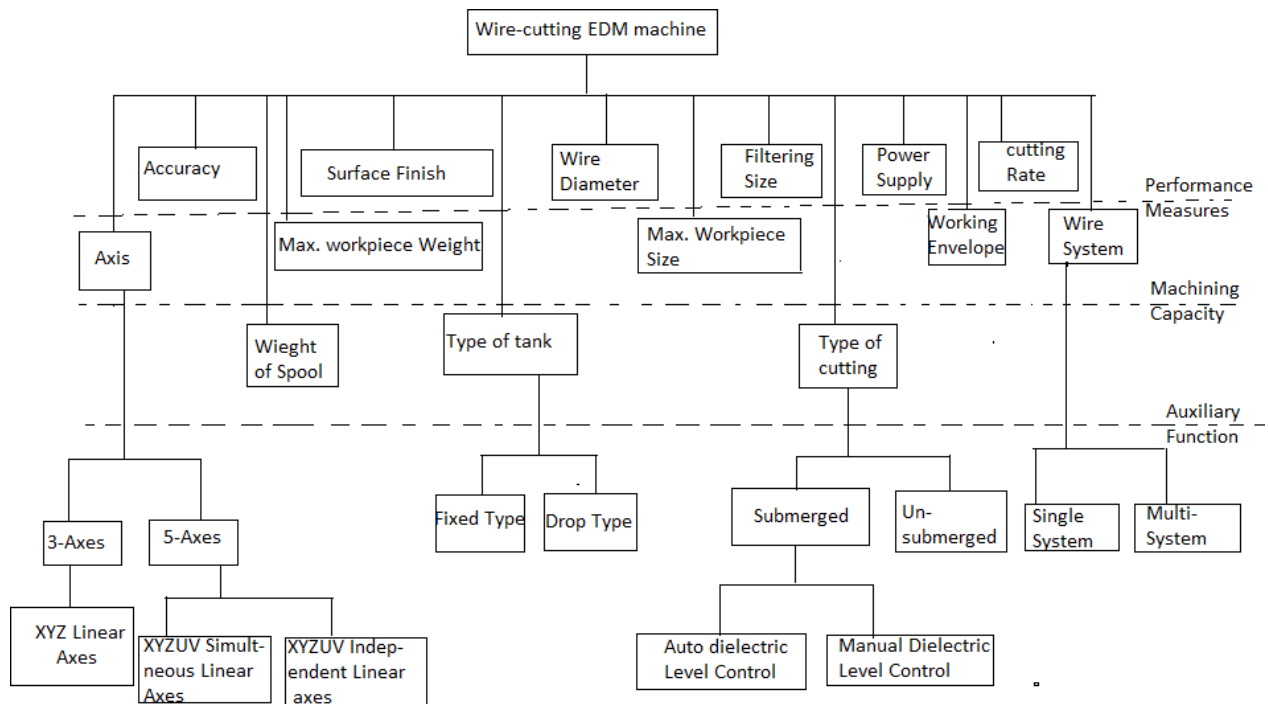 Wire-cutting EDM machine
Accuracy
Surface Finish
Wire
Diameter
Filtering
Size
Power
Supply
cutting
Rate
Performance
Measures
Axis
Max. workpiece Weight
Max. Workpiece
Size
Working
Envelope
Wire
System
Machining
Capacity
Wieght
of Spool
Type of tank
Type of
cutting
Auxiliary
Function
3-Axes
5-Axes
Fixed Type
Drop Type
Submerged
Un-
submerged
Single
System
Multi-
System
XYZ Linear
Axes
XYZUV Simult-
neous Linear
Axes
XYZUV Indep-
endent Linear
axes
Auto dielectric
Level Control
Manual Dielectric
Level Control